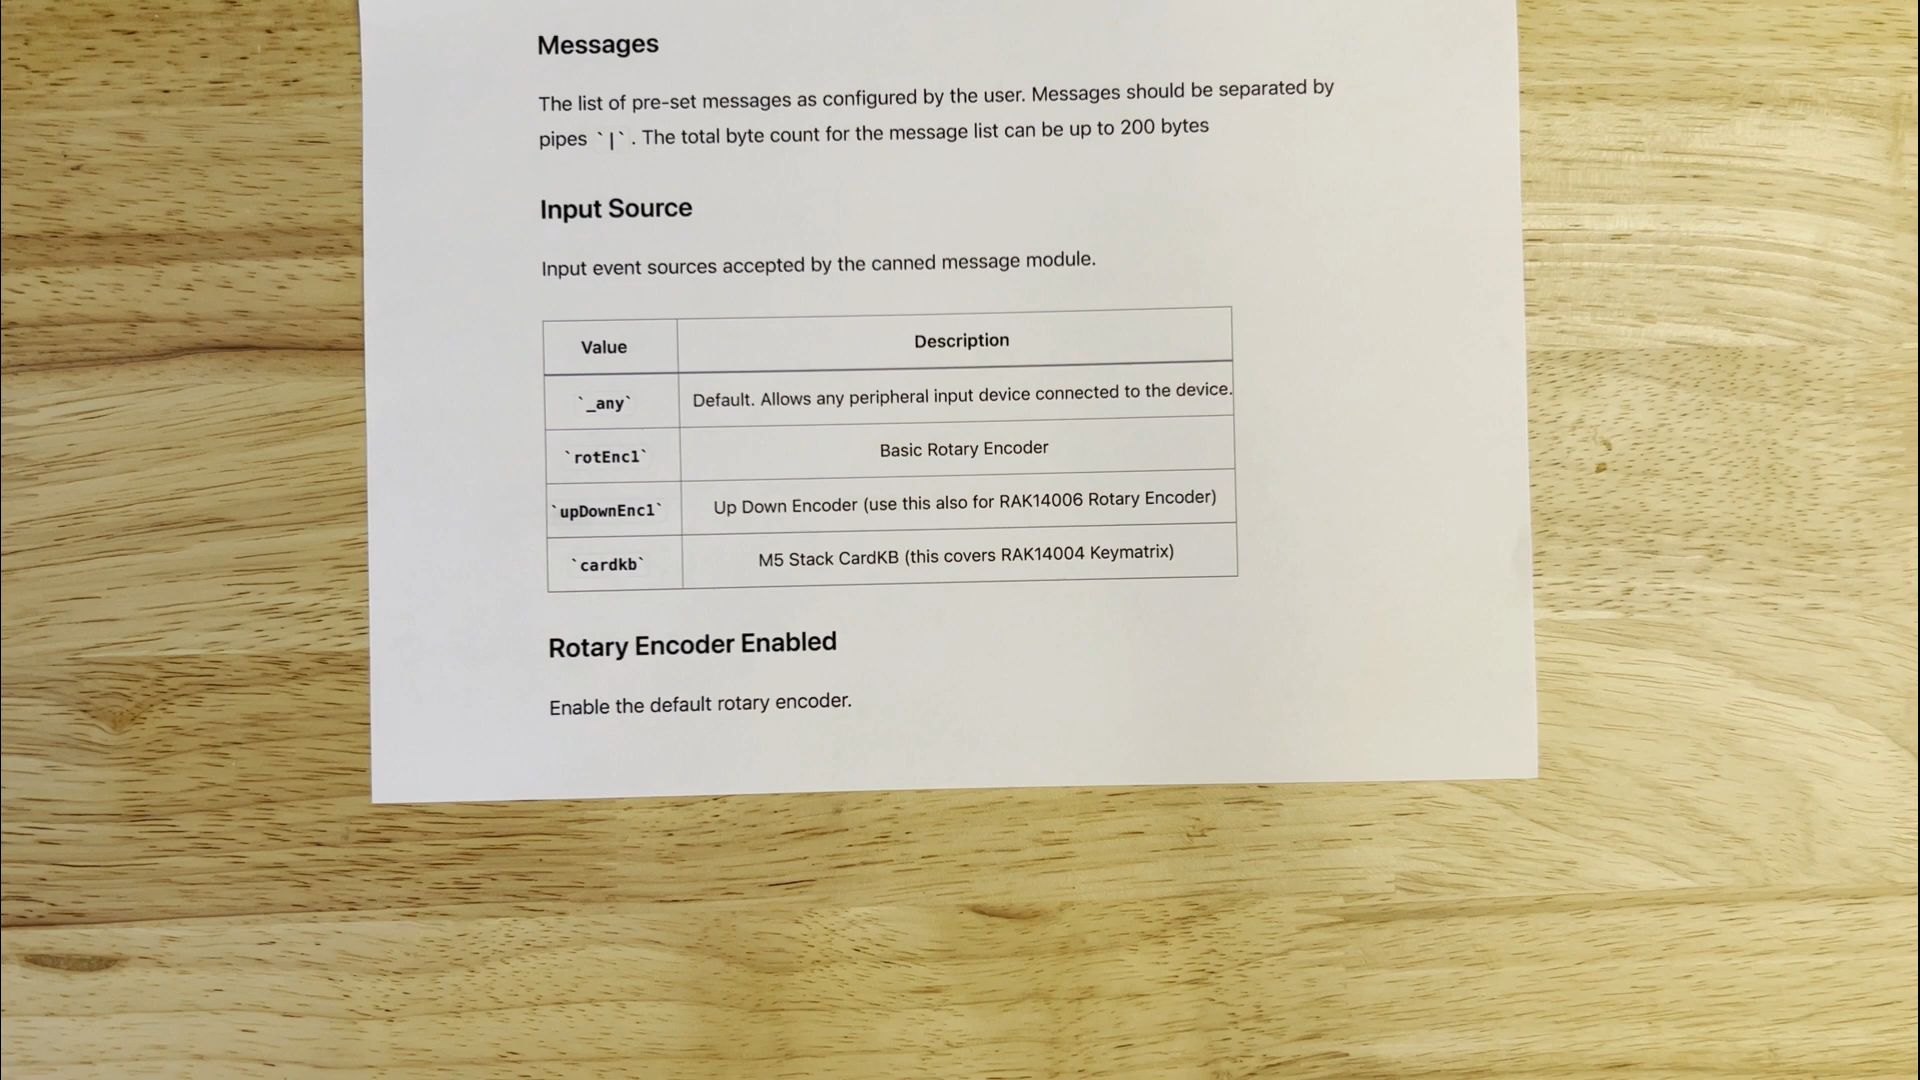 Messages
The list of pre-set messages as configured by the user. Messages should be separated by
pipes `|`. The total byte count for the message list can be up to 200 bytes
Input Source
Input event sources accepted by the canned message module.
Value Description
`_any` Default. Allows any peripheral input device connected to the device.
`rotEnc1` Basic Rotary Encoder
`upDownEnc1` Up Down Encoder (use this also for RAK14006 Rotary Encoder)
`cardkb` M5 Stack CardKB (this covers RAK14004 Keymatrix)
Rotary Encoder Enabled
Enable the default rotary encoder.